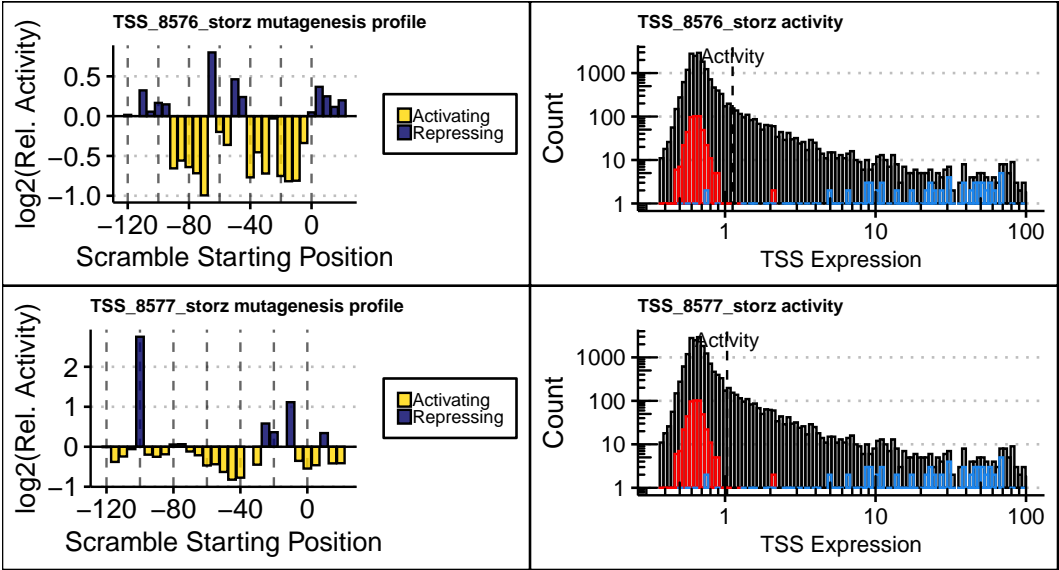 TSS_8576_storz mutagenesis profile
log2(Rel. Activity)
0.5
0.0
−0.5
−1.0
−120
−80
−40
0
Scramble Starting Position
Activating
Repressing
TSS_8576_storz activity
Activity
Count
1000
100
10
1
1
10
100
TSS Expression
TSS_8577_storz mutagenesis profile
log2(Rel. Activity)
2
1
0
−1
−120
−80
−40
0
Scramble Starting Position
Activating
Repressing
TSS_8577_storz activity
Activity
Count
1000
100
10
1
1
10
100
TSS Expression